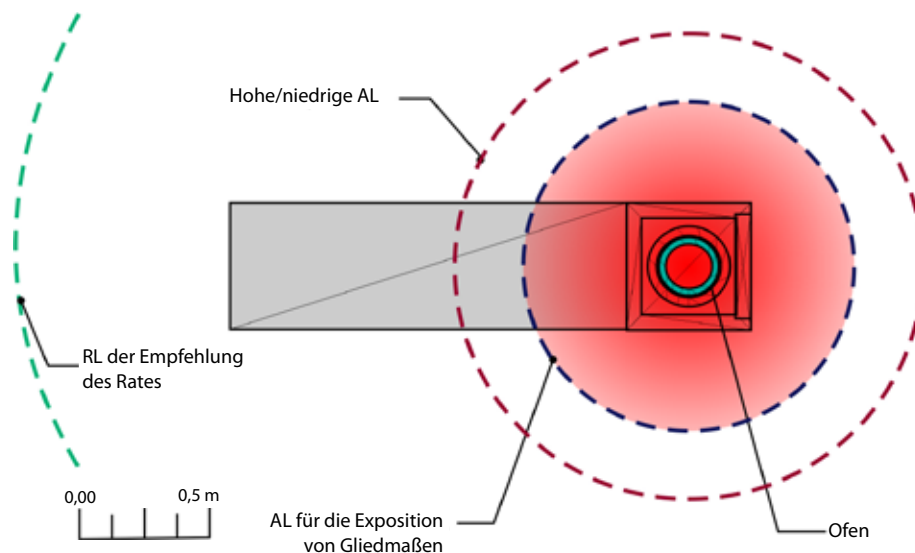 Hohe/niedrige AL
RL der Empfehlung
des Rates
0,00
0,5 m
AL für die Exposition
von Gliedmaßen
Ofen